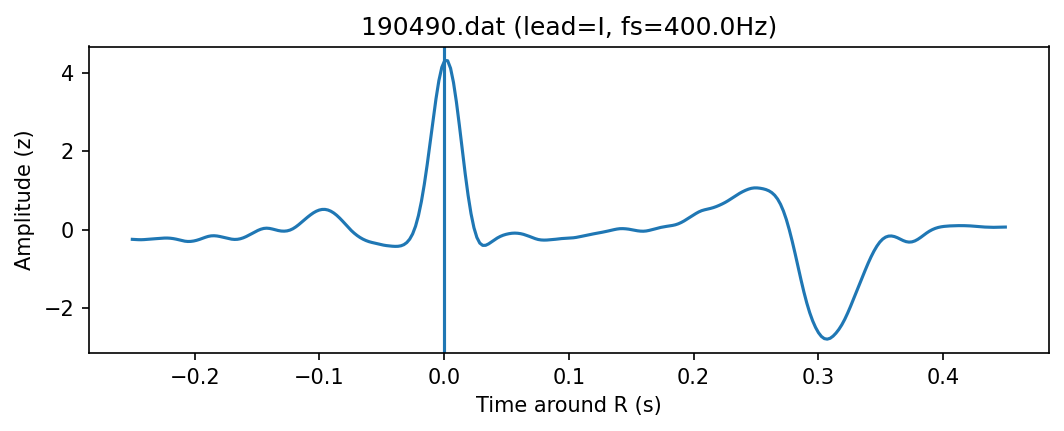 190490.dat (lead=I, fs=400.0Hz)
Amplitude (z)
4
2
0
−2
−0.2 −0.1 0.0 0.1 0.2 0.3 0.4
Time around R (s)